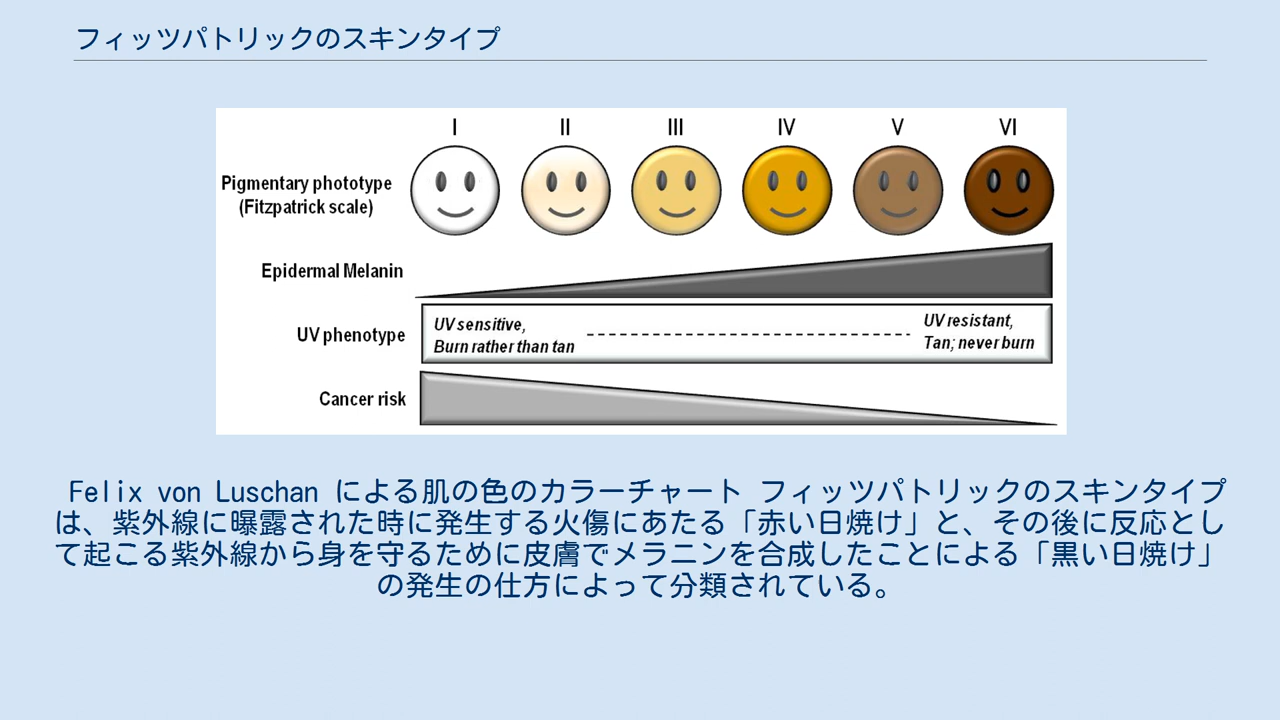 フィッツパトリックのスキンタイプ
I II III IV V VI
Pigmentary phototype
(Fitzpatrick scale)
Epidermal Melanin
UV phenotype
UV sensitive,
Burn rather than tan
UV resistant,
Tan; never burn
Cancer risk
Felix von Luschan による肌の色のカラーチャート フィッツパトリックのスキンタイプ
は、紫外線に曝露された時に発生する火傷にあたる「赤い日焼け」と、その後に反応とし
て起こる紫外線から身を守るために皮膚でメラニンを合成したことによる「黒い日焼け」
の発生の仕方によって分類されている。